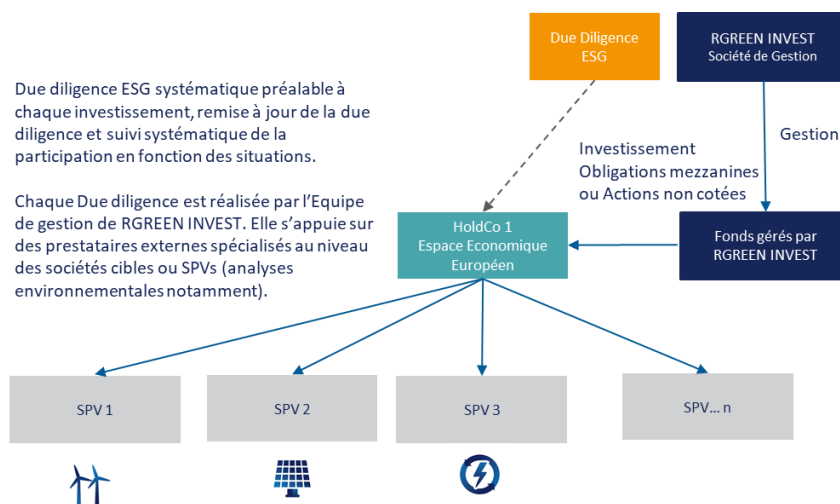 Due Diligence
ESG
RGREEN INVEST
Société de Gestion
Due diligence ESG systématique préalable à
chaque investissement, remise à jour de la due
diligence et suivi systématique de la
participation en fonction des situations.
Gestion
Investissement
Obligations mezzanines
ou Actions non cotées
Chaque Due diligence est réalisée par l’Equipe
de gestion de RGREEN INVEST. Elle s’appuie sur
des prestataires externes spécialisés au niveau
des sociétés cibles ou SPVs (analyses
environnementales notamment).
HoldCo 1
Espace Economique
Européen
Fonds gérés par
RGREEN INVEST
SPV 1
SPV 2
SPV 3
SPV... n